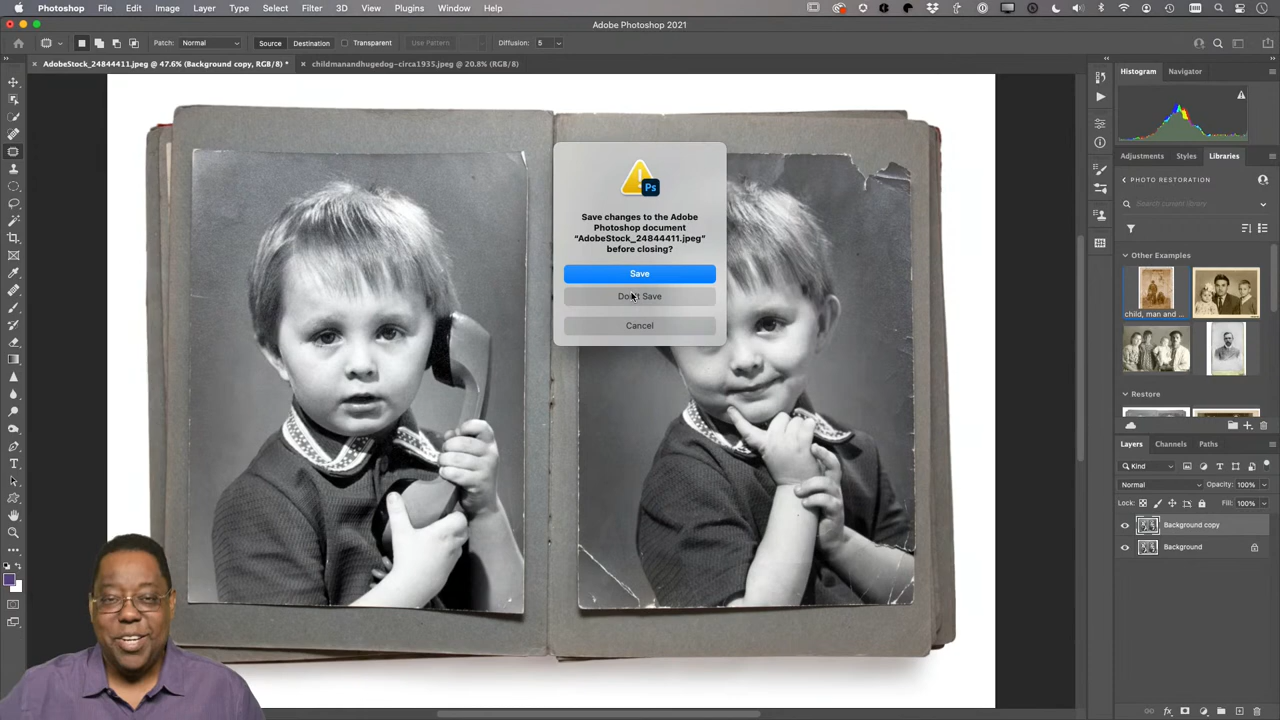 Photoshop File Edit Image Layer Type Select Filter 3D View Plugins Window Help
Adobe Photoshop 2021
Patch: Normal Source Destination Transparent Use Pattern Diffusion: 5
AdobeStock_24844411.jpeg @ 47.6% (Background copy, RGB/8) * childmanandhugedog-circa1935.jpeg @ 20.8% (RGB/8)
Histogram Navigator
Adjustments Styles Libraries
PHOTO RESTORATION
Search current library
Other Examples
child, man and ...
Restore
Layers Channels Paths
Kind
Normal Opacity: 100%
Lock: Fill: 100%
Background copy
Background
Ps
Save changes to the Adobe
Photoshop document
“AdobeStock_24844411.jpeg”
before closing?
Save
Don't Save
Cancel